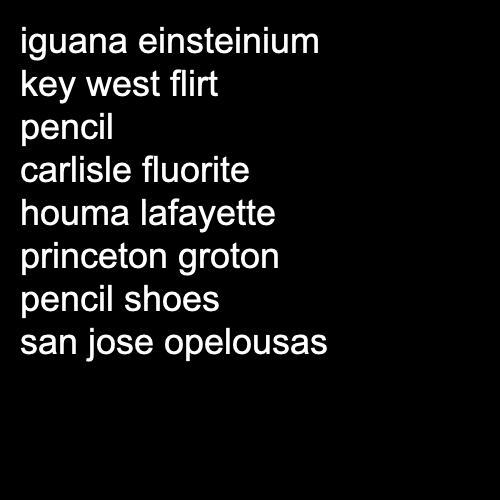 iguana einsteinium
key west flirt
pencil
carlisle fluorite
houma lafayette
princeton groton
pencil shoes
san jose opelousas